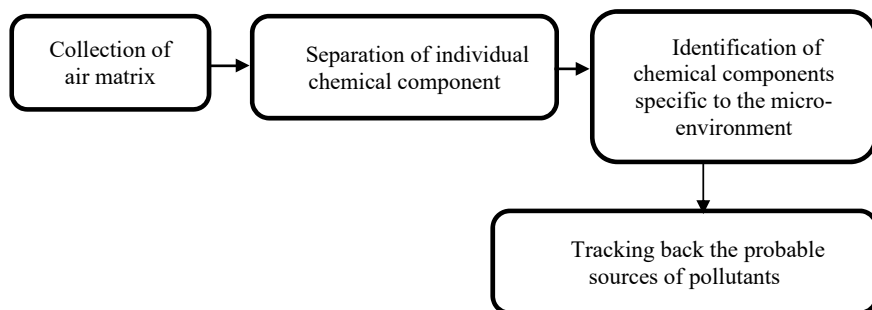 Collection of
air matrix
Separation of individual
chemical component
Identification of
chemical components
specific to the micro-
environment
Tracking back the probable
sources of pollutants